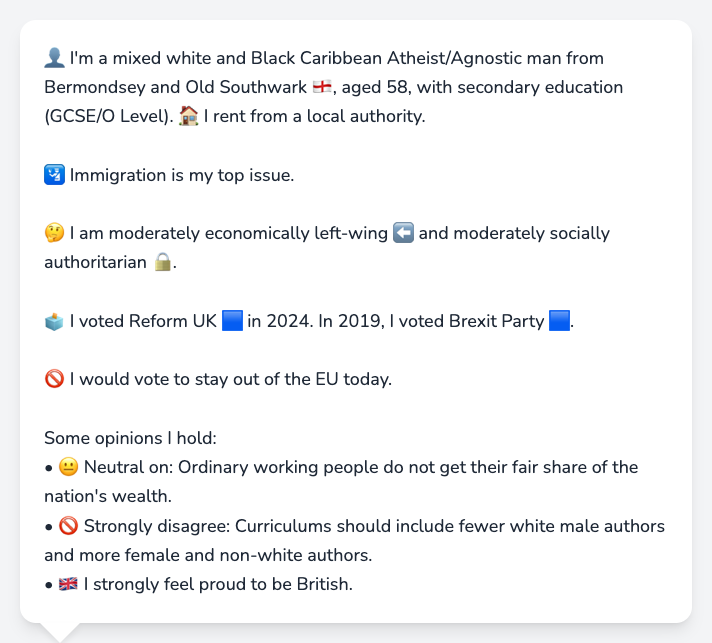 👤 I'm a mixed white and Black Caribbean Atheist/Agnostic man from
Bermondsey and Old Southwark 🏴󠁧󠁢󠁥󠁮󠁧󠁿, aged 58, with secondary education
(GCSE/O Level). 🏠 I rent from a local authority.
🛂 Immigration is my top issue.
🤔 I am moderately economically left-wing ⬅️ and moderately socially
authoritarian 🔒.
🗳️ I voted Reform UK 🟦 in 2024. In 2019, I voted Brexit Party 🟦.
🚫 I would vote to stay out of the EU today.
Some opinions I hold:
• 😐 Neutral on: Ordinary working people do not get their fair share of the
nation's wealth.
• 🚫 Strongly disagree: Curriculums should include fewer white male authors
and more female and non-white authors.
• 🇬🇧 I strongly feel proud to be British.